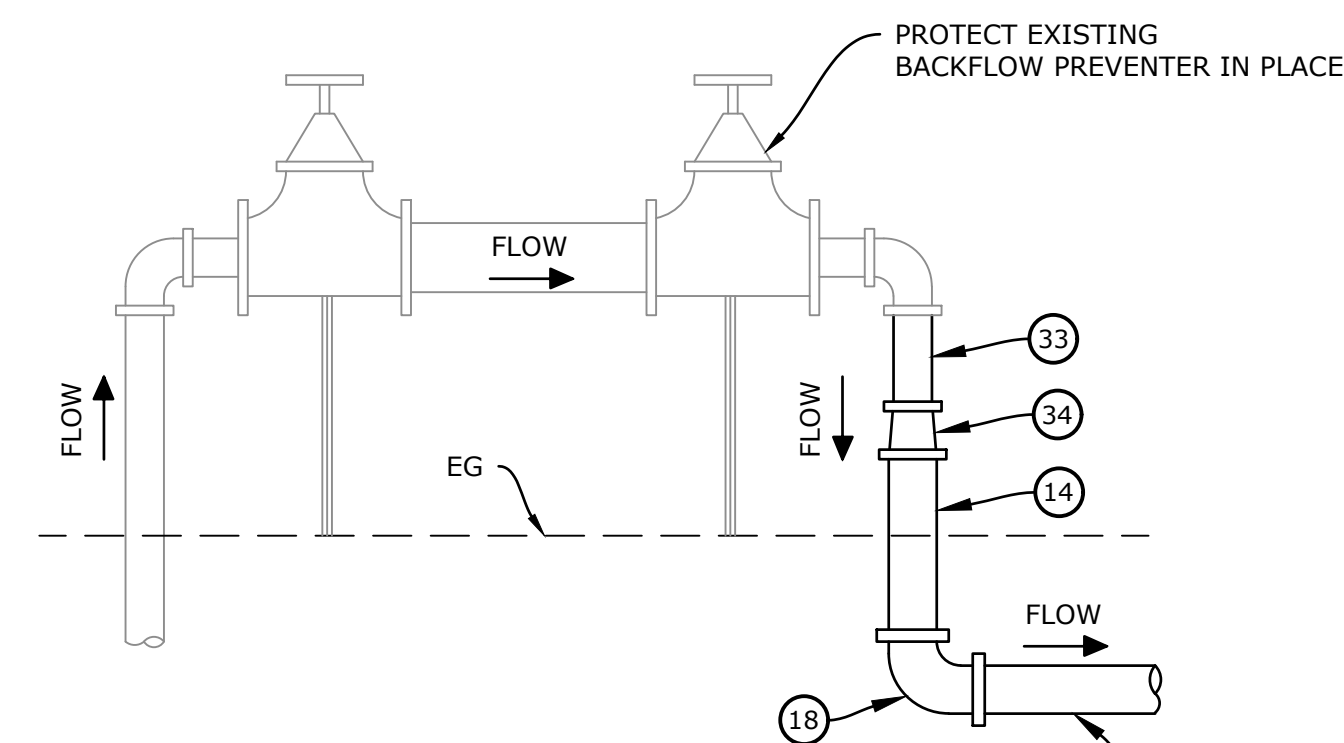 PROTECT EXISTING
BACKFLOW PREVENTER IN PLACE
FLOW
33
FLOW
FLOW
34
EG
14
FLOW
18